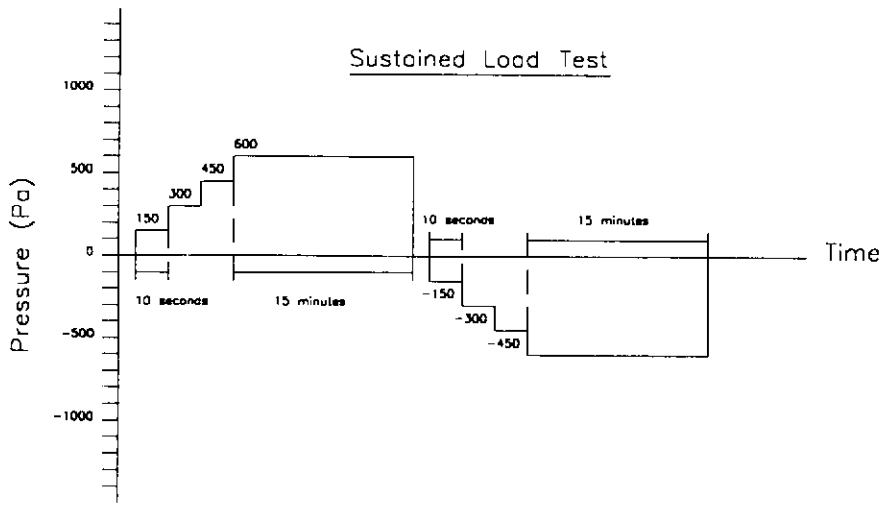 Sustained Load Test
1000
600
500
450
300
150
10 seconds
15 minutes
Pressure (Pa)
0
Time
10 seconds
15 minutes
-150
-300
-450
-500
-1000